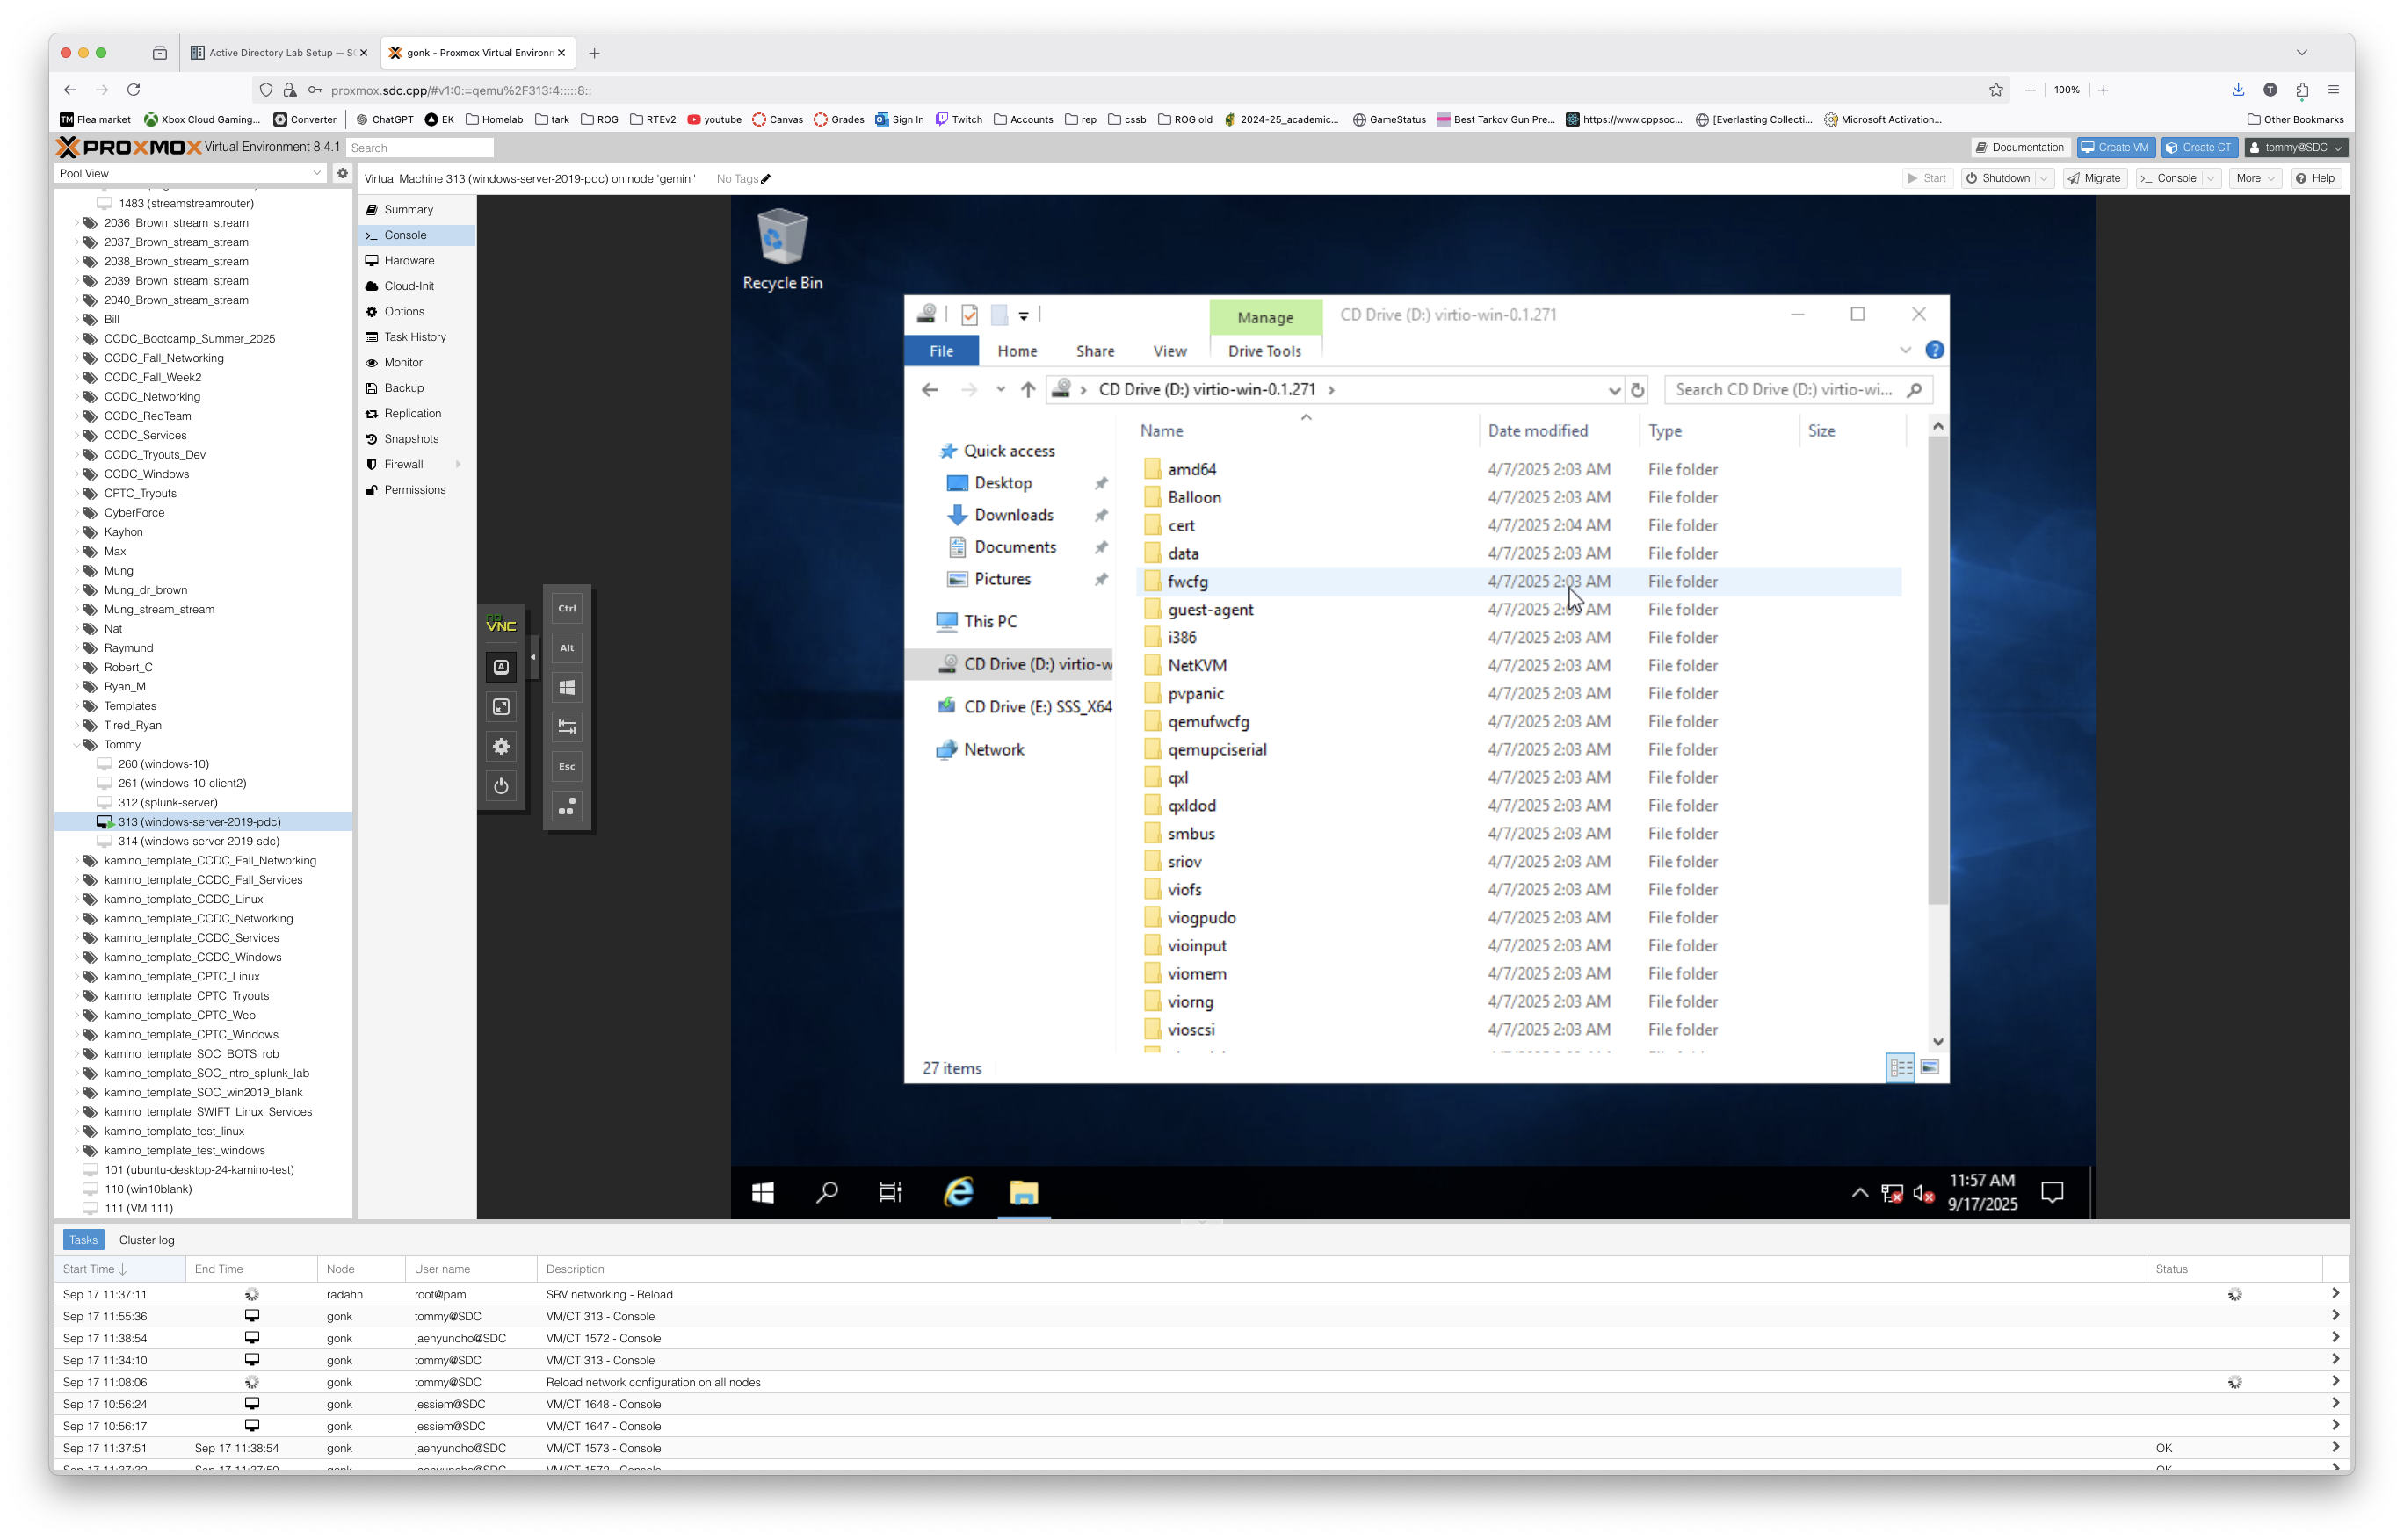 Active Directory Lab Setup — S
gonk - Proxmox Virtual Environ
proxmox.sdc.cpp/#v1:0:=qemu%2F313:4:::::8::
100%
Flea market
Xbox Cloud Gaming...
Converter
ChatGPT
EK
Homelab
tark
ROG
RTEv2
youtube
Canvas
Grades
Sign In
Twitch
Accounts
rep
cssb
ROG old
2024-25_academic...
GameStatus
Best Tarkov Gun Pre...
https://www.cppsoc...
[Everlasting Collecti...
Microsoft Activation...
Other Bookmarks
PROXMOX Virtual Environment 8.4.1
Search
Documentation
Create VM
Create CT
tommy@SDC
Pool View
Virtual Machine 313 (windows-server-2019-pdc) on node 'gemini'
No Tags
Start
Shutdown
Migrate
Console
More
Help
1483 (streamstreamrouter)
2036_Brown_stream_stream
2037_Brown_stream_stream
2038_Brown_stream_stream
2039_Brown_stream_stream
2040_Brown_stream_stream
Bill
CCDC_Bootcamp_Summer_2025
CCDC_Fall_Networking
CCDC_Fall_Week2
CCDC_Networking
CCDC_RedTeam
CCDC_Services
CCDC_Tryouts_Dev
CCDC_Windows
CPTC_Tryouts
CyberForce
Kayhon
Max
Mung
Mung_dr_brown
Mung_stream_stream
Nat
Raymund
Robert_C
Ryan_M
Templates
Tired_Ryan
Tommy
260 (windows-10)
261 (windows-10-client2)
312 (splunk-server)
313 (windows-server-2019-pdc)
314 (windows-server-2019-sdc)
kamino_template_CCDC_Fall_Networking
kamino_template_CCDC_Fall_Services
kamino_template_CCDC_Linux
kamino_template_CCDC_Networking
kamino_template_CCDC_Services
kamino_template_CCDC_Windows
kamino_template_CPTC_Linux
kamino_template_CPTC_Tryouts
kamino_template_CPTC_Web
kamino_template_CPTC_Windows
kamino_template_SOC_BOTS_rob
kamino_template_SOC_intro_splunk_lab
kamino_template_SOC_win2019_blank
kamino_template_SWIFT_Linux_Services
kamino_template_test_linux
kamino_template_test_windows
101 (ubuntu-desktop-24-kamino-test)
110 (win10blank)
111 (VM 111)
Summary
Console
Hardware
Cloud-Init
Options
Task History
Monitor
Backup
Replication
Snapshots
Firewall
Permissions
no
VNC
A
Ctrl
Alt
Esc
Recycle Bin
Manage
CD Drive (D:) virtio-win-0.1.271
File
Home
Share
View
Drive Tools
CD Drive (D:) virtio-win-0.1.271
Search CD Drive (D:) virtio-wi...
Quick access
Desktop
Downloads
Documents
Pictures
This PC
CD Drive (D:) virtio-w
CD Drive (E:) SSS_X64
Network
Name Date modified Type Size
amd64 4/7/2025 2:03 AM File folder
Balloon 4/7/2025 2:03 AM File folder
cert 4/7/2025 2:04 AM File folder
data 4/7/2025 2:03 AM File folder
fwcfg 4/7/2025 2:03 AM File folder
guest-agent 4/7/2025 2:03 AM File folder
i386 4/7/2025 2:03 AM File folder
NetKVM 4/7/2025 2:03 AM File folder
pvpanic 4/7/2025 2:03 AM File folder
qemufwcfg 4/7/2025 2:03 AM File folder
qemupciserial 4/7/2025 2:03 AM File folder
qxl 4/7/2025 2:03 AM File folder
qxldod 4/7/2025 2:03 AM File folder
smbus 4/7/2025 2:03 AM File folder
sriov 4/7/2025 2:03 AM File folder
viofs 4/7/2025 2:03 AM File folder
viogpudo 4/7/2025 2:03 AM File folder
vioinput 4/7/2025 2:03 AM File folder
viomem 4/7/2025 2:03 AM File folder
viorng 4/7/2025 2:03 AM File folder
vioscsi 4/7/2025 2:03 AM File folder
27 items
11:57 AM
9/17/2025
Tasks
Cluster log
Start Time End Time Node User name Description Status
Sep 17 11:37:11 radahn root@pam SRV networking - Reload
Sep 17 11:55:36 gonk tommy@SDC VM/CT 313 - Console
Sep 17 11:38:54 gonk jaehyuncho@SDC VM/CT 1572 - Console
Sep 17 11:34:10 gonk tommy@SDC VM/CT 313 - Console
Sep 17 11:08:06 gonk tommy@SDC Reload network configuration on all nodes
Sep 17 10:56:24 gonk jessiem@SDC VM/CT 1648 - Console
Sep 17 10:56:17 gonk jessiem@SDC VM/CT 1647 - Console
Sep 17 11:37:51 Sep 17 11:38:54 gonk jaehyuncho@SDC VM/CT 1573 - Console OK